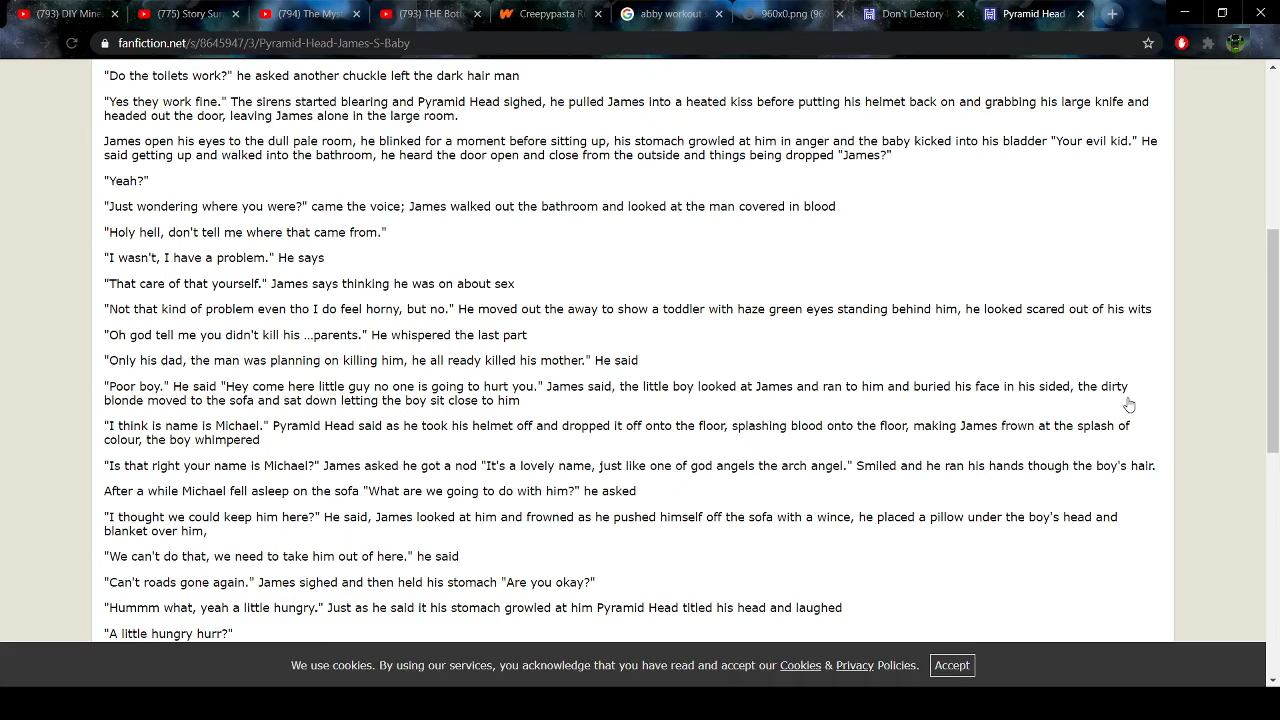 (793) DIY Mine
(775) Story Su
(794) The Myst
(793) THE Bott
Creepypasta R
abby workout s
960x0.png (96
Don't Destory
Pyramid Head
fanfiction.net/s/8645947/3/Pyramid-Head-James-S-Baby
"Do the toilets work?" he asked another chuckle left the dark hair man
"Yes they work fine." The sirens started blearing and Pyramid Head sighed, he pulled James into a heated kiss before putting his helmet back on and grabbing his large knife and
headed out the door, leaving James alone in the large room.
James open his eyes to the dull pale room, he blinked for a moment before sitting up, his stomach growled at him in anger and the baby kicked into his bladder "Your evil kid." He
said getting up and walked into the bathroom, he heard the door open and close from the outside and things being dropped "James?"
"Yeah?"
"Just wondering where you were?" came the voice; James walked out the bathroom and looked at the man covered in blood
"Holy hell, don't tell me where that came from."
"I wasn't, I have a problem." He says
"That care of that yourself." James says thinking he was on about sex
"Not that kind of problem even tho I do feel horny, but no." He moved out the away to show a toddler with haze green eyes standing behind him, he looked scared out of his wits
"Oh god tell me you didn't kill his …parents." He whispered the last part
"Only his dad, the man was planning on killing him, he all ready killed his mother." He said
"Poor boy." He said "Hey come here little guy no one is going to hurt you." James said, the little boy looked at James and ran to him and buried his face in his sided, the dirty
blonde moved to the sofa and sat down letting the boy sit close to him
"I think is name is Michael." Pyramid Head said as he took his helmet off and dropped it off onto the floor, splashing blood onto the floor, making James frown at the splash of
colour, the boy whimpered
"Is that right your name is Michael?" James asked he got a nod "It's a lovely name, just like one of god angels the arch angel." Smiled and he ran his hands though the boy's hair.
After a while Michael fell asleep on the sofa "What are we going to do with him?" he asked
"I thought we could keep him here?" He said, James looked at him and frowned as he pushed himself off the sofa with a wince, he placed a pillow under the boy's head and
blanket over him,
"We can't do that, we need to take him out of here." he said
"Can't roads gone again." James sighed and then held his stomach "Are you okay?"
"Hummm what, yeah a little hungry." Just as he said it his stomach growled at him Pyramid Head titled his head and laughed
"A little hungry hurr?"
We use cookies. By using our services, you acknowledge that you have read and accept our Cookies & Privacy Policies.
Accept